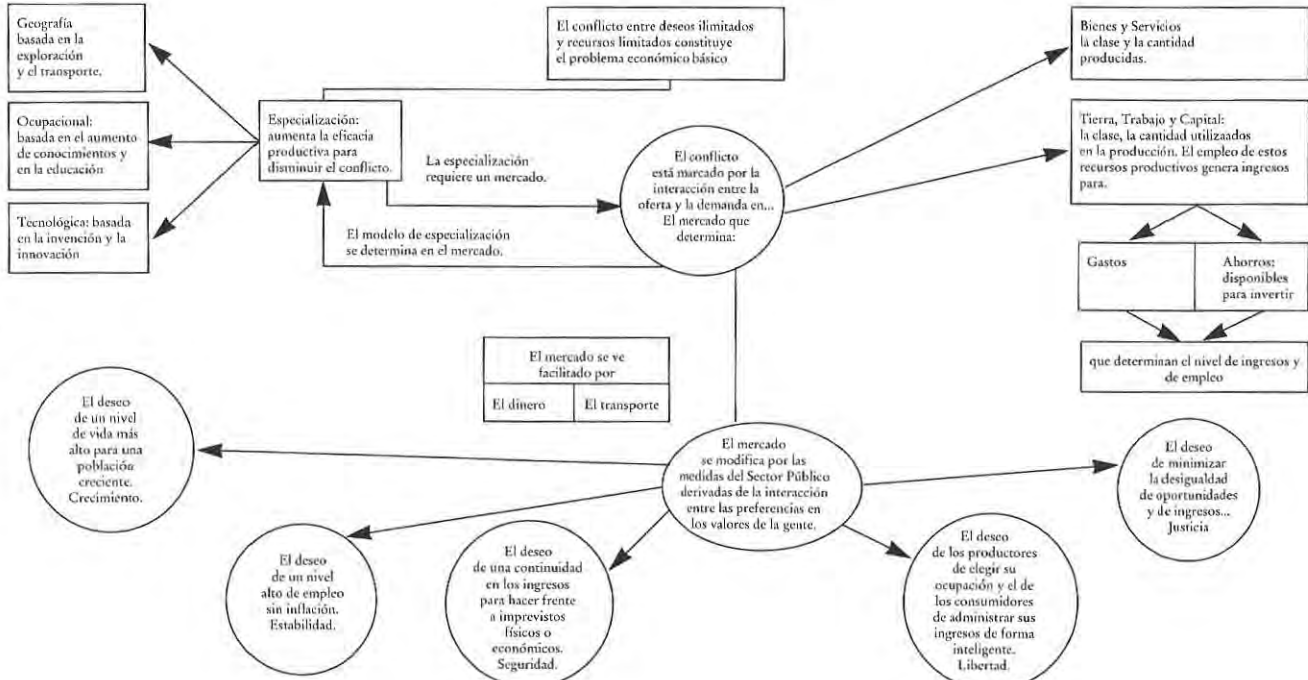 Geografía
basada en la
exploración
y el transporte.
El conflicto entre deseos ilimitados
y recursos limitados constituye
el problema económico básico
Bienes y Servicios
la clase y la cantidad
producidas.
Ocupacional:
basada en el aumento
de conocimientos y
en la educación
Especialización:
aumenta la eficacia
productiva para
disminuir el conflicto.
La especialización
requiere un mercado.
El conflicto
está marcado por la
interacción entre la
oferta y la demanda en...
El mercado que
determina:
Tierra, Trabajo y Capital:
la clase, la cantidad utilizaados
en la producción. El empleo de estos
recursos productivos genera ingresos
para.
Tecnológica: basada
en la invención y la
innovación
El modelo de especialización
se determina en el mercado.
Gastos
Ahorros:
disponibles
para invertir
que determinan el nivel de ingresos y
de empleo
El mercado se ve
facilitado por
El dinero
El transporte
El deseo
de un nivel
de vida más
alto para una
población
creciente.
Crecimiento.
El mercado
se modifica por las
medidas del Sector Público
derivadas de la interacción
entre las preferencias en
los valores de la gente.
El deseo
de minimizar
la desigualdad
de oportunidades
y de ingresos...
Justicia
El deseo
de un nivel
alto de empleo
sin inflación.
Estabilidad.
El deseo
de una continuidad
en los ingresos
para hacer frente
a imprevistos
físicos o
económicos.
Seguridad.
El deseo
de los productores
de elegir su
ocupación y el de
los consumidores
de administrar sus
ingresos de forma
inteligente.
Libertad.